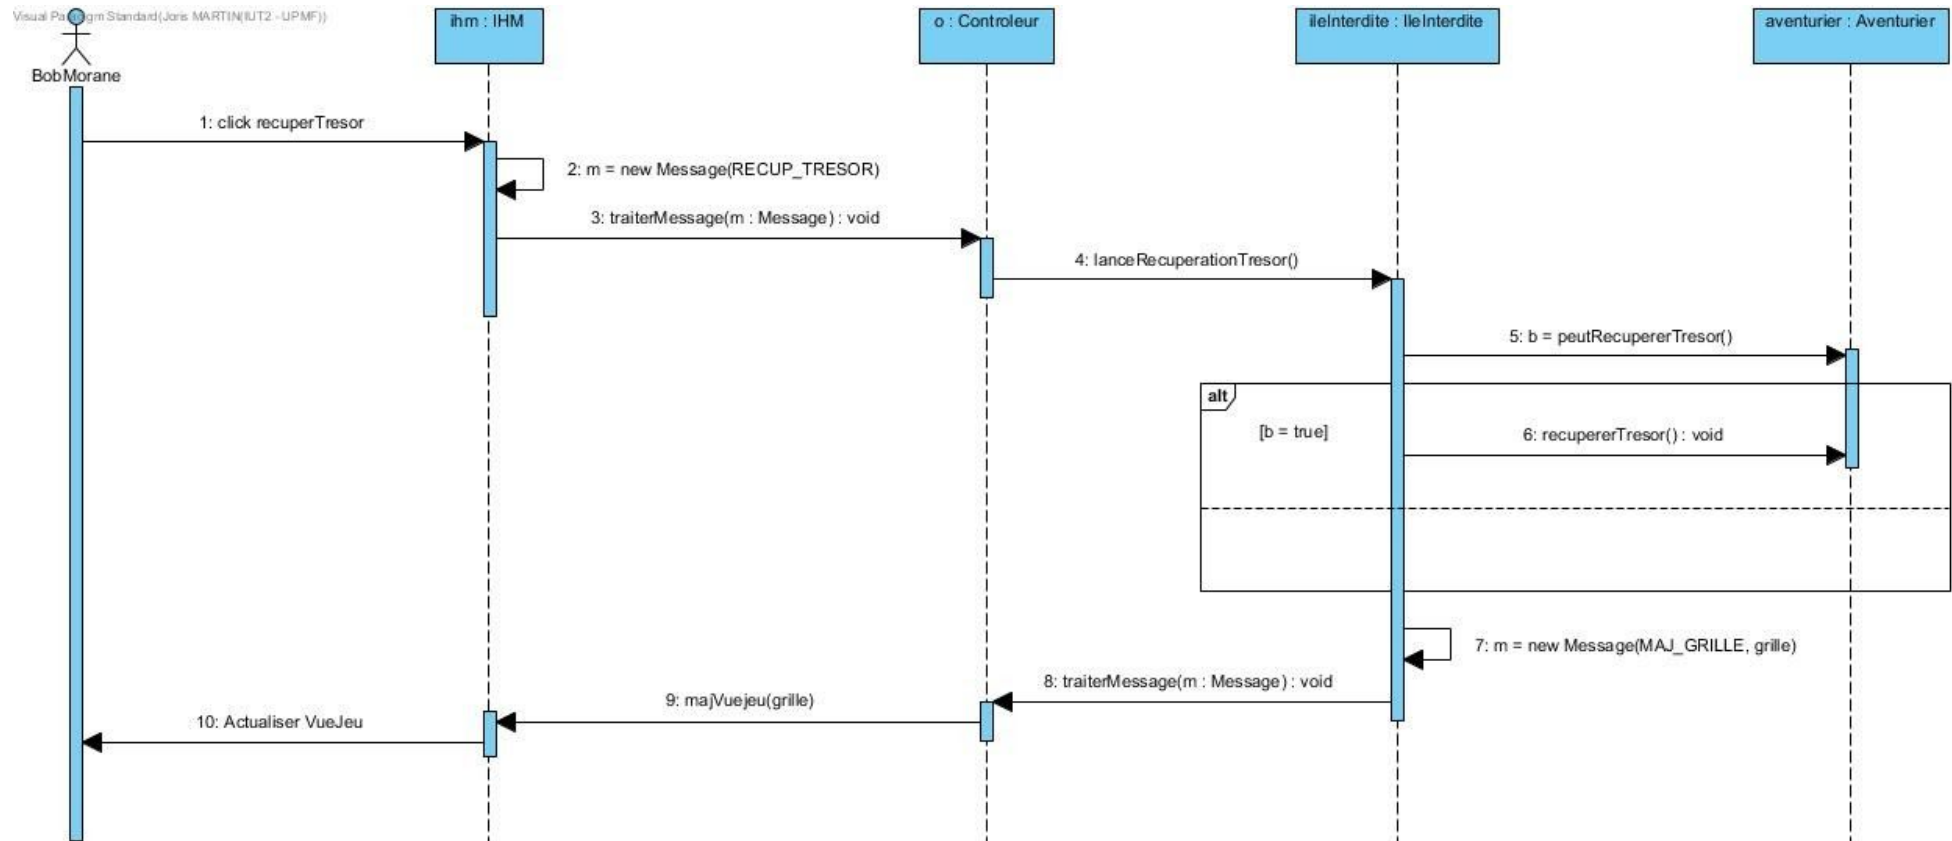 Visual Paradigm Standard(Joris MARTIN(IUT2 - UPMF))
ihm : IHM
o : Controleur
ileInterdite : IleInterdite
aventurier : Aventurier
BobMorane
1: click recuperTresor
2: m = new Message(RECUP_TRESOR)
3: traiterMessage(m : Message) : void
4: lanceRecuperationTresor()
5: b = peutRecupererTresor()
alt
[b = true]
6: recupererTresor() : void
7: m = new Message(MAJ_GRILLE, grille)
8: traiterMessage(m : Message) : void
9: majVuejeu(grille)
10: Actualiser VueJeu